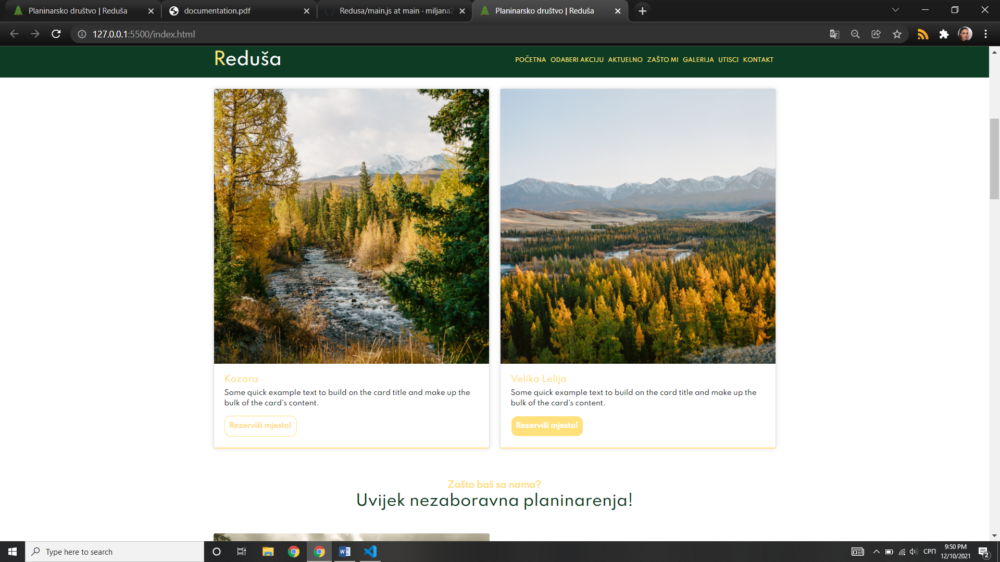 Planinarsko društvo | Reduša
documentation.pdf
Redusa/main.js at main · miljana2
Planinarsko društvo | Reduša
127.0.0.1:5500/index.html
Reduša
POČETNA ODABERI AKCIJU AKTUELNO ZAŠTO MI GALERIJA UTISCI KONTAKT
Kozara
Some quick example text to build on the card title and make up the
bulk of the card's content.
Rezerviši mjesto!
Velika Lelija
Some quick example text to build on the card title and make up the
bulk of the card's content.
Rezerviši mjesto!
Zašto baš sa nama?
Uvijek nezaboravna planinarenja!
Type here to search
СРП
9:50 PM
12/10/2021
2